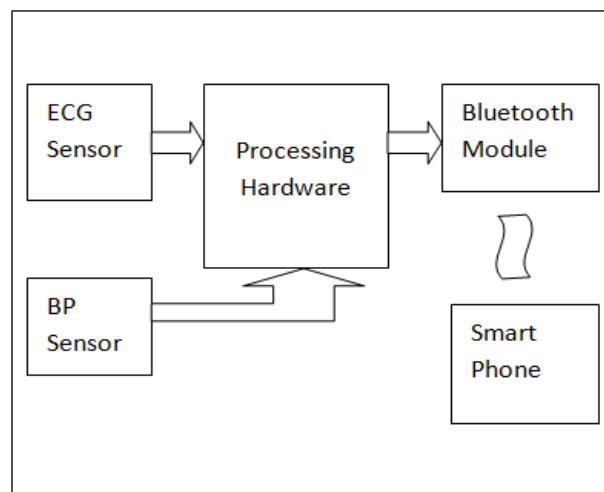 ECG
Sensor
Processing
Hardware
Bluetooth
Module
BP
Sensor
Smart
Phone